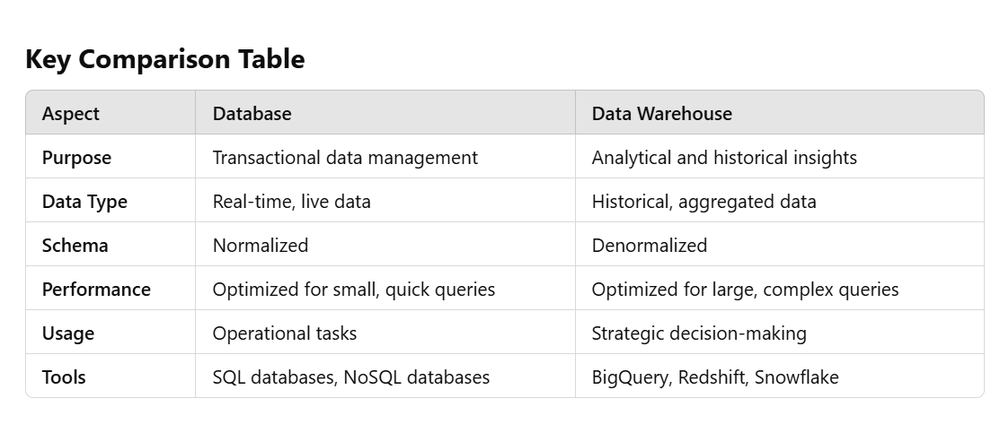 Key Comparison Table
Aspect Database Data Warehouse
Purpose Transactional data management Analytical and historical insights
Data Type Real-time, live data Historical, aggregated data
Schema Normalized Denormalized
Performance Optimized for small, quick queries Optimized for large, complex queries
Usage Operational tasks Strategic decision-making
Tools SQL databases, NoSQL databases BigQuery, Redshift, Snowflake